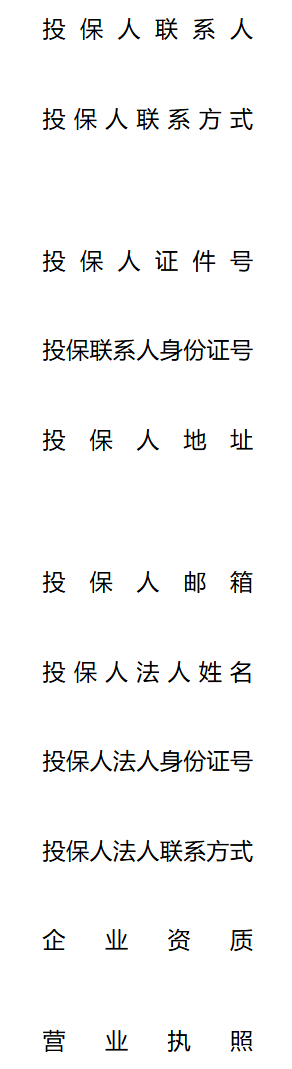 投保人联系人
投保人联系方式
投保人证件号
投保联系人身份证号
投保人地址
投保人邮箱
投保人法人姓名
投保人法人身份证号
投保人法人联系方式
企业资质
营业执照